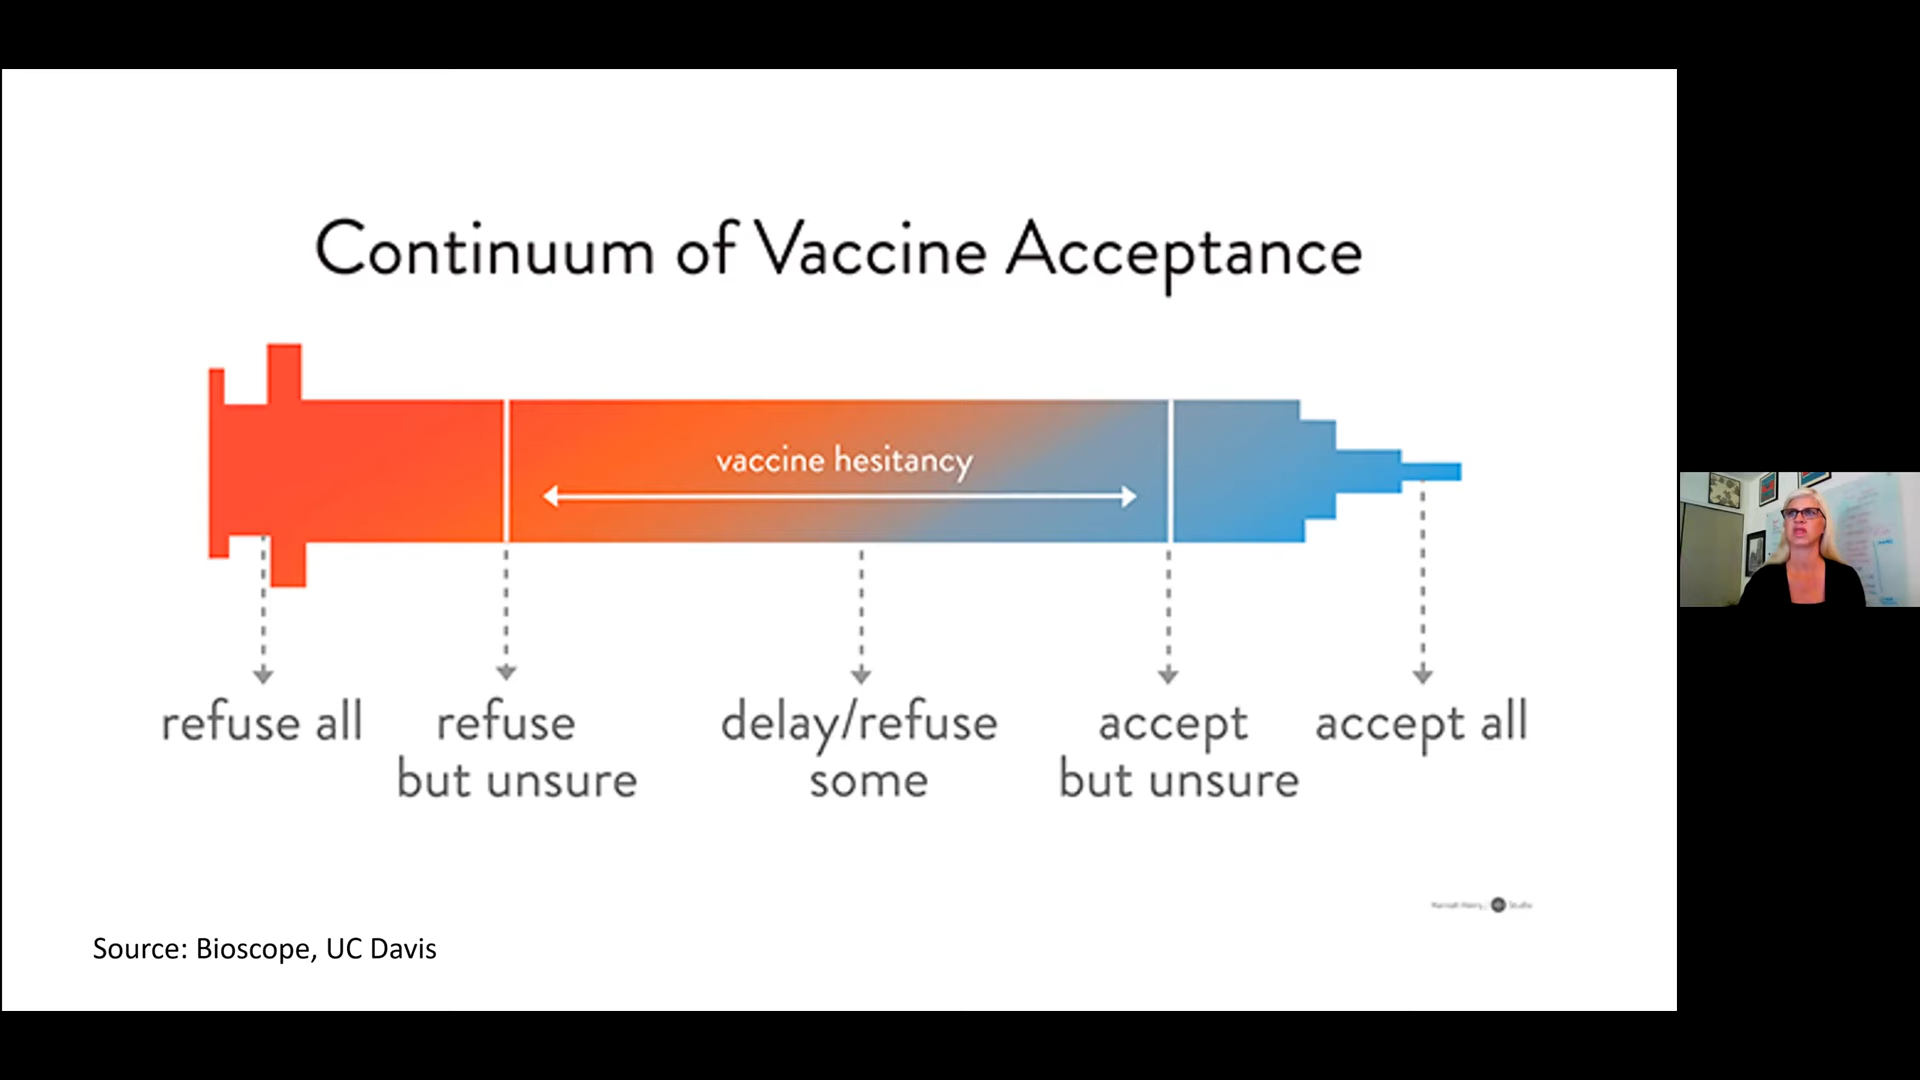 Continuum of Vaccine Acceptance
vaccine hesitancy
refuse all
refuse
but unsure
delay/refuse
some
accept
but unsure
accept all
Studio
Source: Bioscope, UC Davis